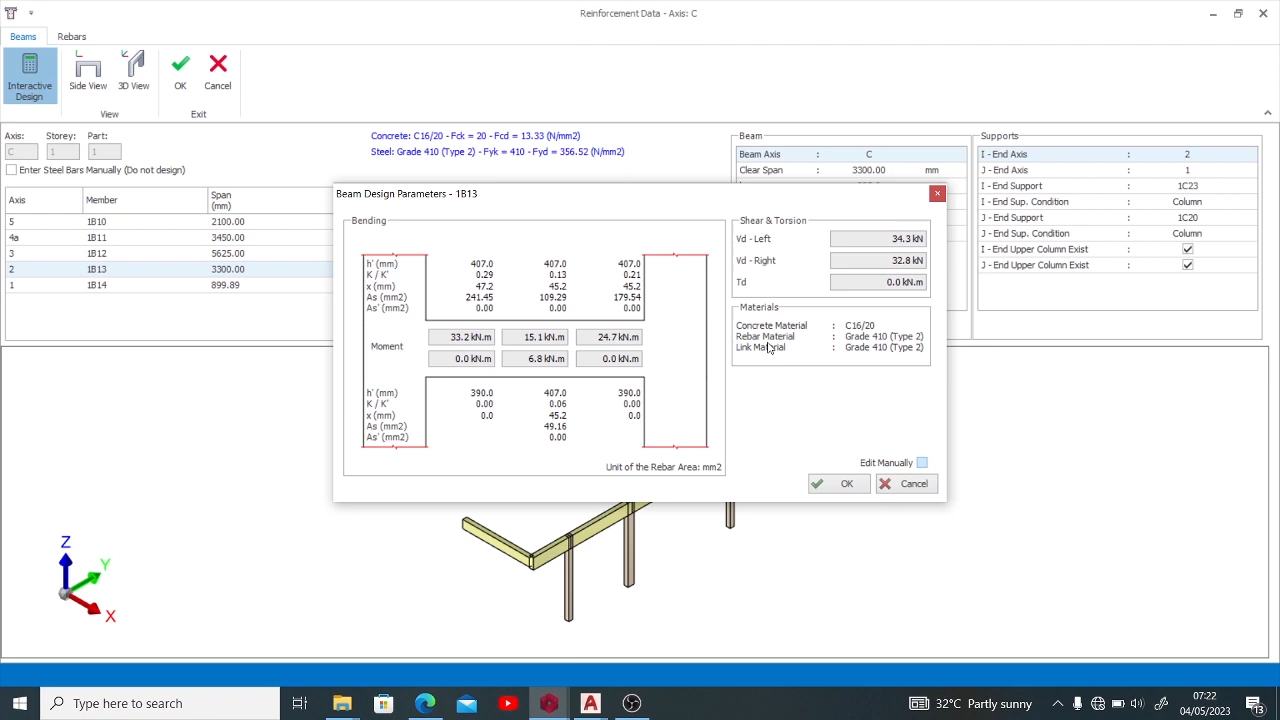 Reinforcement Data - Axis: C
Beams Rebars
Interactive Design
Side View
3D View
OK
Cancel
View
Exit
Axis: Storey: Part:
C 1 1
Enter Steel Bars Manually (Do not design)
Concrete: C16/20 - Fck = 20 - Fcd = 13.33 (N/mm2)
Steel: Grade 410 (Type 2) - Fyk = 410 - Fyd = 356.52 (N/mm2)
Axis Member Span (mm)
5 1B10 2100.00
4a 1B11 3450.00
3 1B12 5625.00
2 1B13 3300.00
1 1B14 899.89
Beam
Beam Axis : C
Clear Span : 3300.00 mm
Supports
I - End Axis : 2
J - End Axis : 1
I - End Support : 1C23
I - End Sup. Condition : Column
J - End Support : 1C20
J - End Sup. Condition : Column
I - End Upper Column Exist :
J - End Upper Column Exist :
Beam Design Parameters - 1B13
Bending
h' (mm) 407.0 407.0 407.0
K / K' 0.29 0.13 0.21
x (mm) 47.2 45.2 45.2
As (mm2) 241.45 109.29 179.54
As' (mm2) 0.00 0.00 0.00
Moment
33.2 kN.m 15.1 kN.m 24.7 kN.m
0.0 kN.m 6.8 kN.m 0.0 kN.m
h' (mm) 390.0 407.0 390.0
K / K' 0.00 0.06 0.00
x (mm) 0.0 45.2 0.0
As (mm2) 49.16
As' (mm2) 0.00
Unit of the Rebar Area: mm2
Shear & Torsion
Vd - Left 34.3 kN
Vd - Right 32.8 kN
Td 0.0 kN.m
Materials
Concrete Material : C16/20
Rebar Material : Grade 410 (Type 2)
Link Material : Grade 410 (Type 2)
Edit Manually
OK Cancel
Z
Y
X
Type here to search
32°C Partly sunny
07:22
04/05/2023
13